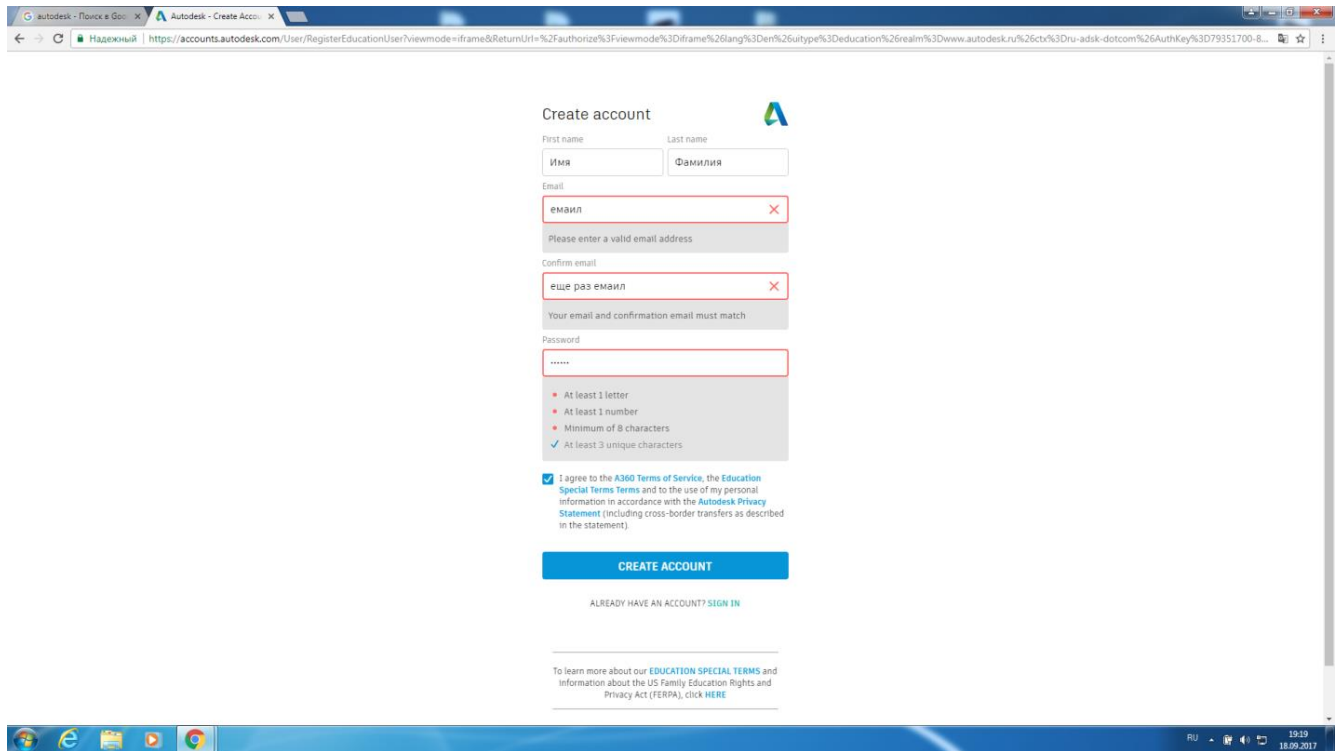 autodesk - Поиск в Goo
Autodesk - Create Accou
Надежный
https://accounts.autodesk.com/User/RegisterEducationUser?viewmode=iframe&ReturnUrl=%2Fauthorize%3Fviewmode%3Diframe%26lang%3Den%26uitype%3Deducation%26realm%3Dwww.autodesk.ru%26ctx%3Dru-adsk-dotcom%26AuthKey%3D79351700-8...
Create account
First name
Last name
Имя
Фамилия
Email
емаил
Please enter a valid email address
Confirm email
еще раз емаил
Your email and confirmation email must match
Password
······
At least 1 letter
At least 1 number
Minimum of 8 characters
At least 3 unique characters
I agree to the A360 Terms of Service, the Education
Special Terms Terms and to the use of my personal
information in accordance with the Autodesk Privacy
Statement (including cross-border transfers as described
in the statement).
CREATE ACCOUNT
ALREADY HAVE AN ACCOUNT? SIGN IN
To learn more about our EDUCATION SPECIAL TERMS and
information about the US Family Education Rights and
Privacy Act (FERPA), click HERE
RU
19:19
18.09.2017